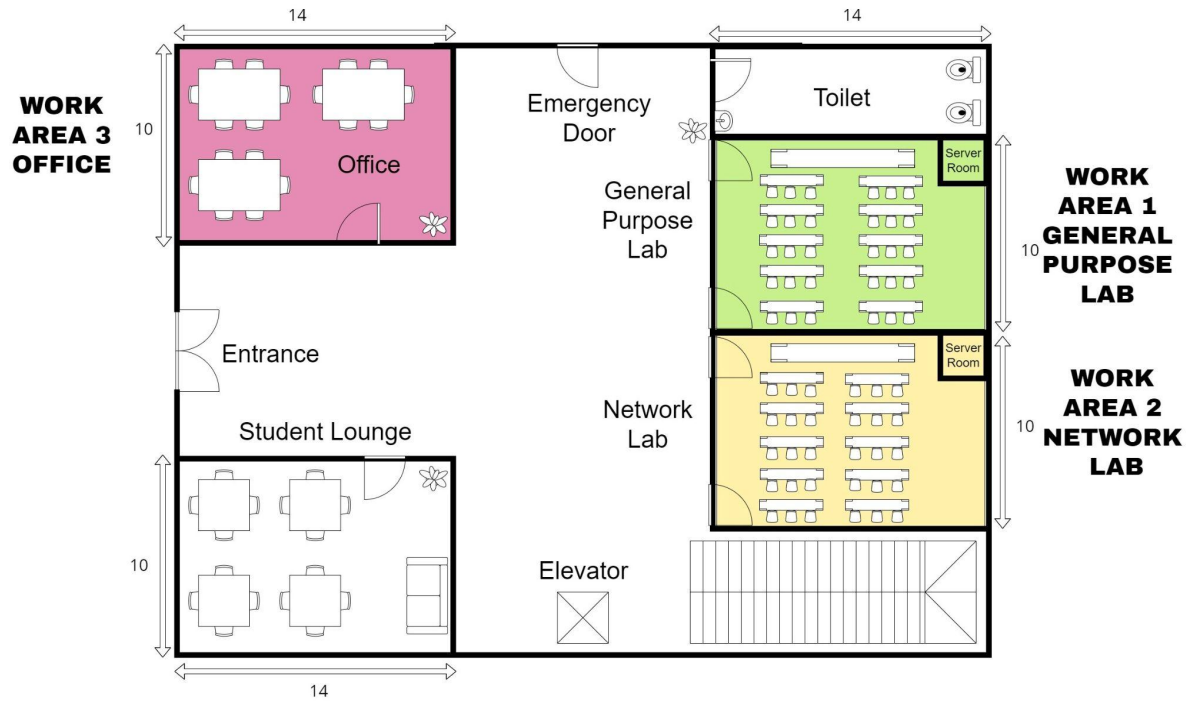 14
14
WORK
AREA 3
OFFICE
10
Office
Emergency
Door
Toilet
Server
Room
General
Purpose
Lab
10
WORK
AREA 1
GENERAL
PURPOSE
LAB
Entrance
Server
Room
Network
Lab
10
WORK
AREA 2
NETWORK
LAB
Student Lounge
10
Elevator
14